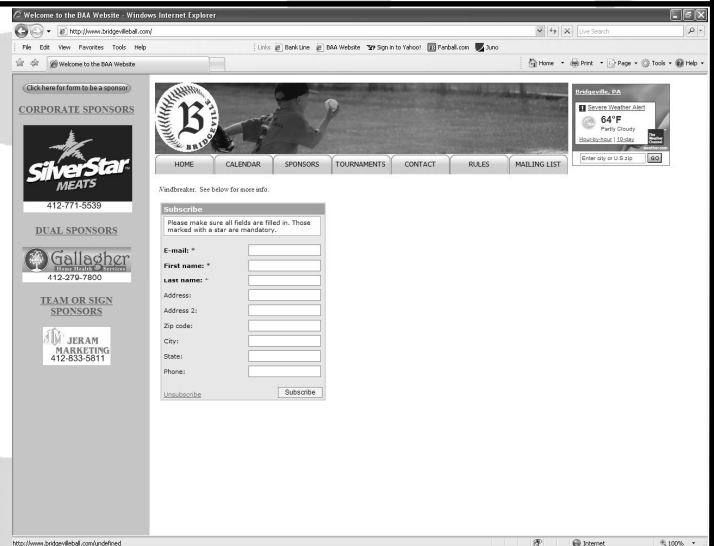 Welcome to the BAA Website - Windows Internet Explorer
http://www.bridgevilleball.com/
Live Search
File Edit View Favorites Tools Help
Links Bank Line BAA Website Sign in to Yahoo! Fanball.com Juno
Welcome to the BAA Website
Home Print Page Tools Help
Click here for form to be a sponsor
CORPORATE SPONSORS
SilverStar
MEATS
412-771-5539
DUAL SPONSORS
Gallagher
Home Health Services
412-279-7800
TEAM OR SIGN
SPONSORS
JERAM
MARKETING
412-833-5811
B
BRIDGEVILLE
Bridgeville, PA
Severe Weather Alert
64°F
Partly Cloudy
Hour-by-hour | 10-day
The Weather Channel
weather.com
Enter city or U.S.zip GO
HOME CALENDAR SPONSORS TOURNAMENTS CONTACT RULES MAILING LIST
Windbreaker. See below for more info.
Subscribe
Please make sure all fields are filled in. Those
marked with a star are mandatory.
E-mail: *
First name: *
Last name: *
Address:
Address 2:
Zip code:
City:
State:
Phone:
Unsubscribe Subscribe
http://www.bridgevilleball.com/undefined
Internet 100%